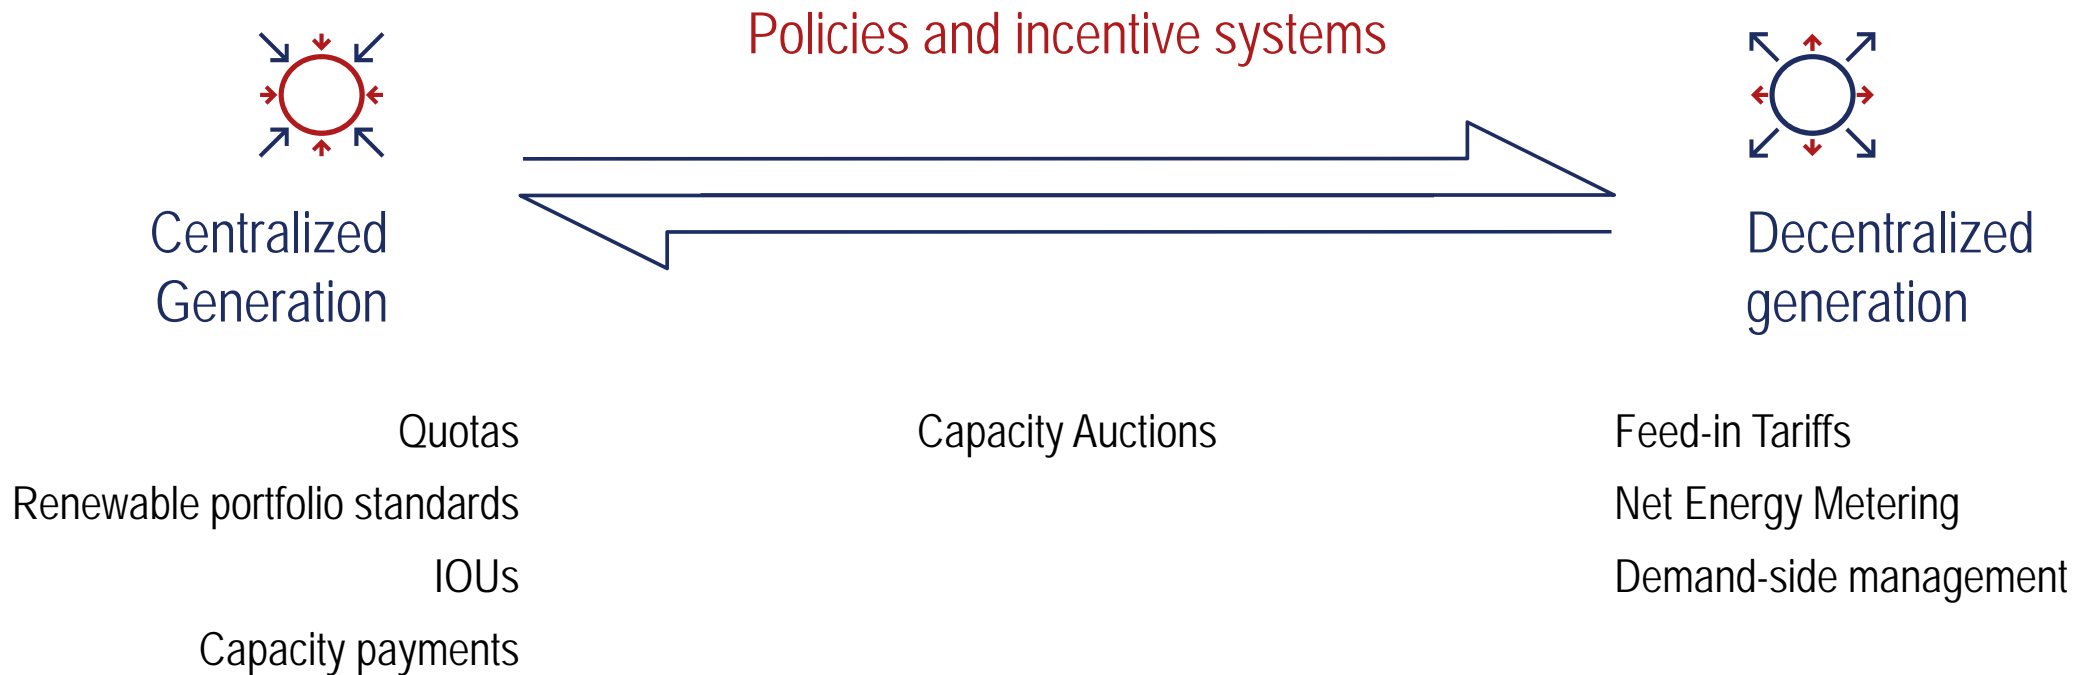 Policies and incentive systems
Centralized
Generation
Decentralized
generation
Quotas
Renewable portfolio standards
IOUs
Capacity payments
Capacity Auctions
Feed-in Tariffs
Net Energy Metering
Demand-side management